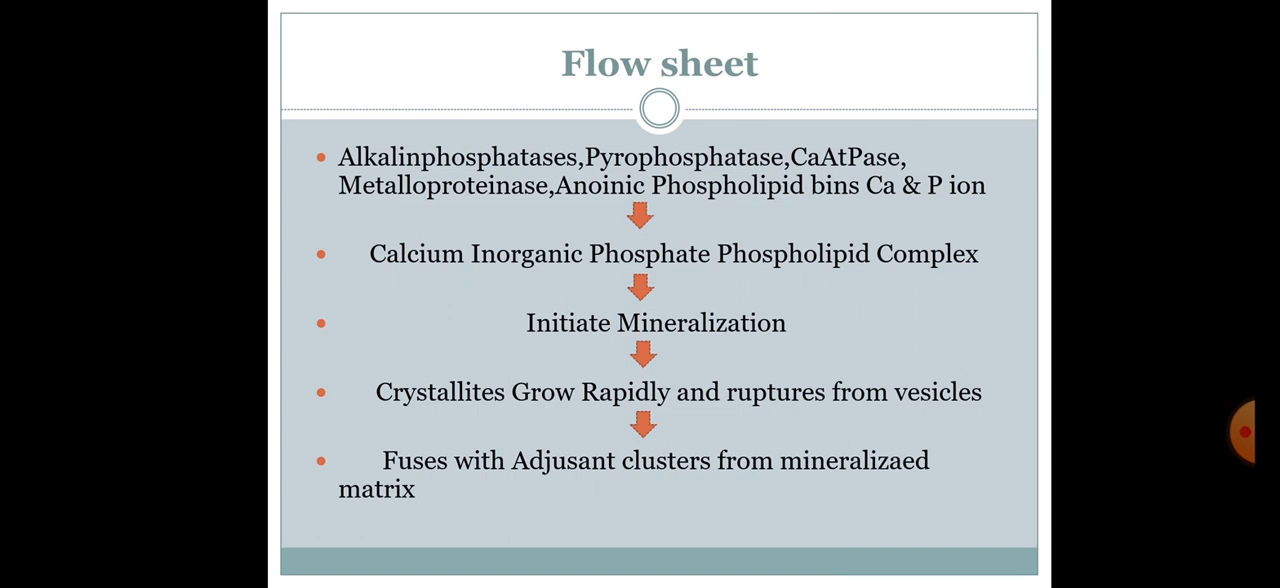 Flow sheet
Alkalinphosphatases,Pyrophosphatase,CaAtPase,
Metalloproteinase,Anoinic Phospholipid bins Ca & P ion
Calcium Inorganic Phosphate Phospholipid Complex
Initiate Mineralization
Crystallites Grow Rapidly and ruptures from vesicles
Fuses with Adjusant clusters from mineralizaed
matrix